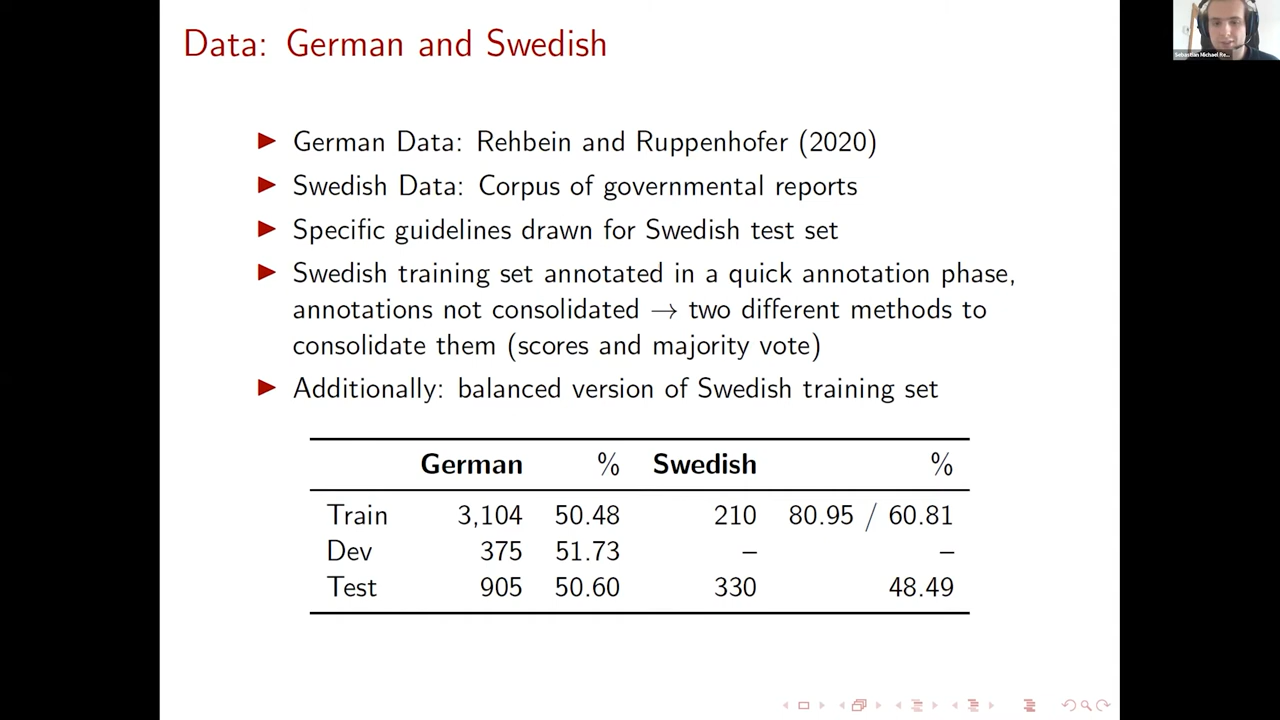 Data: German and Swedish
Sebastian Michael Re...
German Data: Rehbein and Ruppenhofer (2020)
Swedish Data: Corpus of governmental reports
Specific guidelines drawn for Swedish test set
Swedish training set annotated in a quick annotation phase,
annotations not consolidated → two different methods to
consolidate them (scores and majority vote)
Additionally: balanced version of Swedish training set
German % Swedish %
Train 3,104 50.48 210 80.95 / 60.81
Dev 375 51.73 – –
Test 905 50.60 330 48.49